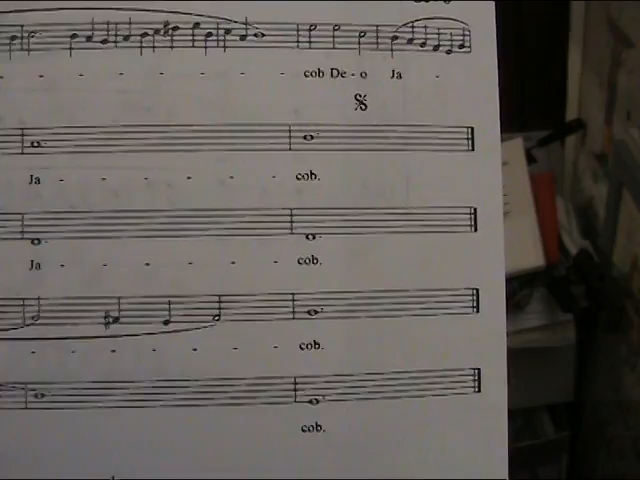 - - - - - - - - cob De - o Ja -
Ja - - - - - - cob.
Ja - - - - - - cob.
- - - - - - cob.
cob.